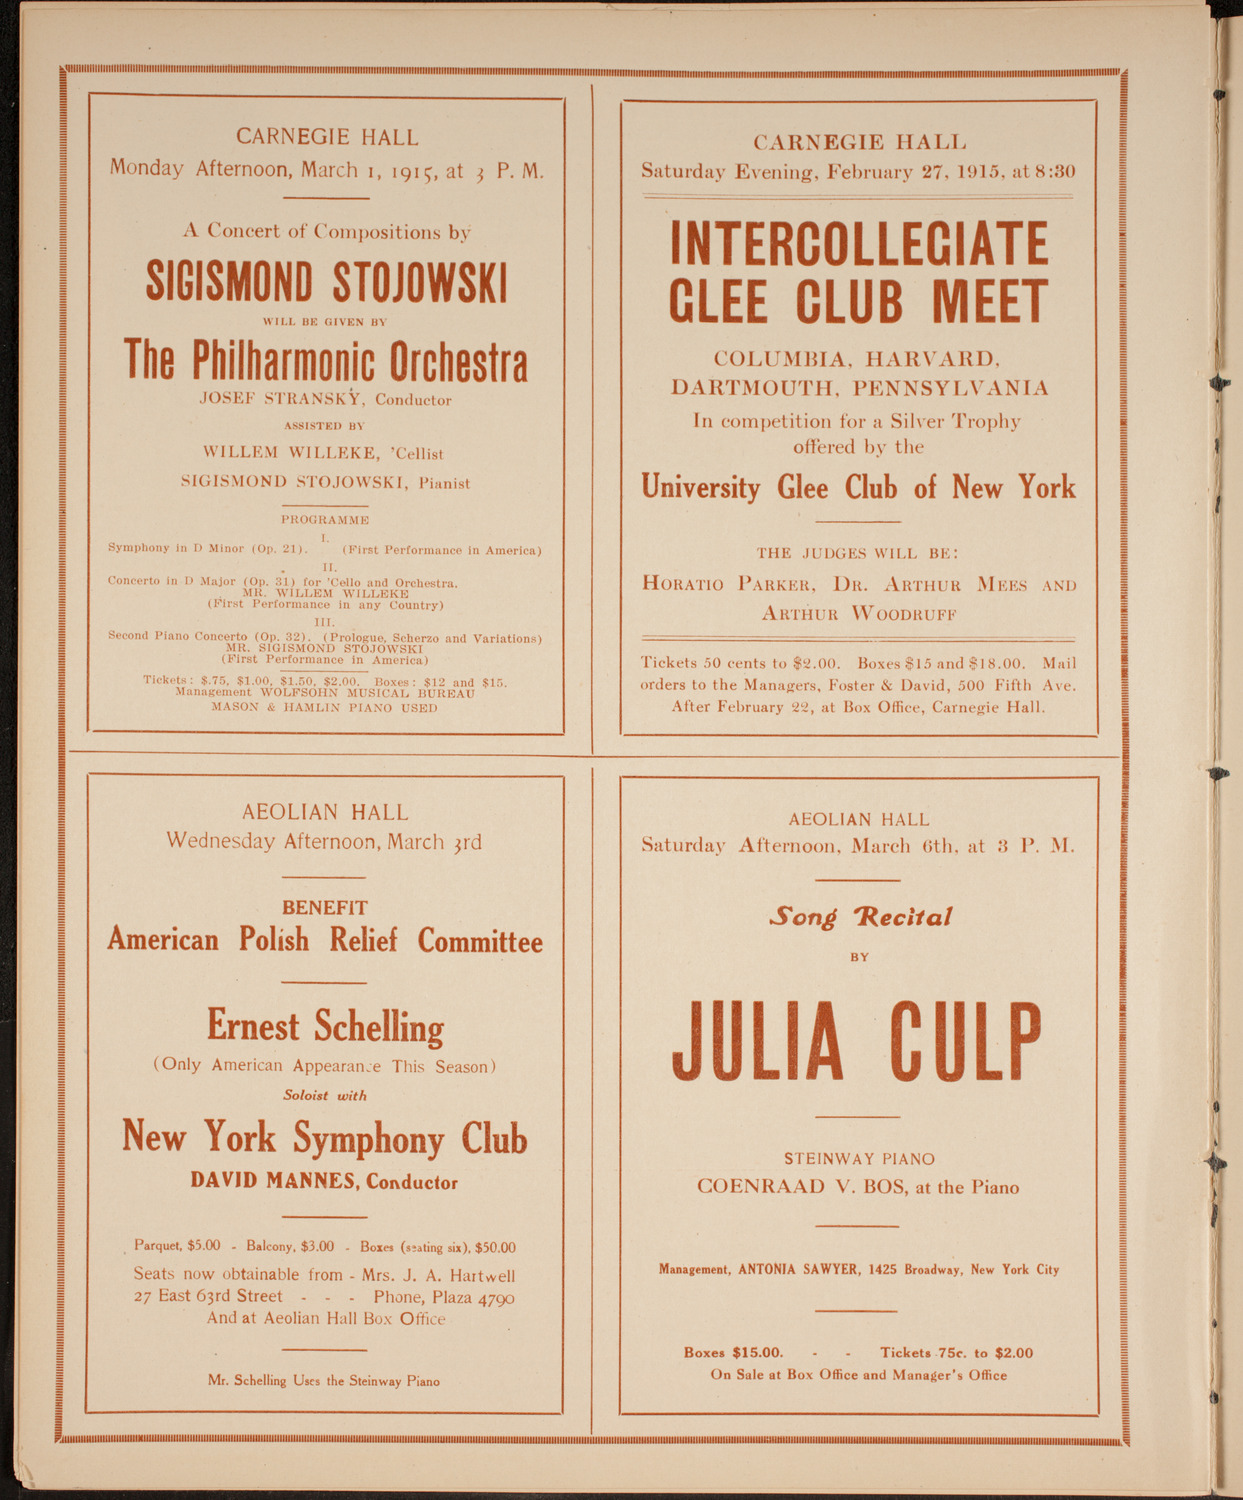 CARNEGIE HALL
Monday Afternoon, March 1, 1915, at 3 P. M.
A Concert of Compositions by
SIGISMOND STOJOWSKI
WILL BE GIVEN BY
The Philharmonic Orchestra
JOSEF STRANSKY, Conductor
ASSISTED BY
WILLEM WILLEKE, 'Cellist
SIGISMOND STOJOWSKI, Pianist
PROGRAMME
I.
Symphony in D Minor (Op. 21). (First Performance in America)
II.
Concerto in D Major (Op. 31) for 'Cello and Orchestra.
MR. WILLEM WILLEKE
(First Performance in any Country)
III.
Second Piano Concerto (Op. 32). (Prologue, Scherzo and Variations)
MR. SIGISMOND STOJOWSKI
(First Performance in America)
Tickets: $.75, $1.00, $1.50, $2.00. Boxes: $12 and $15.
Management WOLFSOHN MUSICAL BUREAU
MASON & HAMLIN PIANO USED
CARNEGIE HALL
Saturday Evening, February 27, 1915, at 8:30
INTERCOLLEGIATE
GLEE CLUB MEET
COLUMBIA, HARVARD,
DARTMOUTH, PENNSYLVANIA
In competition for a Silver Trophy
offered by the
University Glee Club of New York
THE JUDGES WILL BE:
HORATIO PARKER, DR. ARTHUR MEES AND
ARTHUR WOODRUFF
Tickets 50 cents to $2.00. Boxes $15 and $18.00. Mail
orders to the Managers, Foster & David, 500 Fifth Ave.
After February 22, at Box Office, Carnegie Hall.
AEOLIAN HALL
Wednesday Afternoon, March 3rd
BENEFIT
American Polish Relief Committee
Ernest Schelling
(Only American Appearance This Season)
Soloist with
New York Symphony Club
DAVID MANNES, Conductor
Parquet, $5.00 - Balcony, $3.00 - Boxes (seating six), $50.00
Seats now obtainable from - Mrs. J. A. Hartwell
27 East 63rd Street - - - Phone, Plaza 4790
And at Aeolian Hall Box Office
Mr. Schelling Uses the Steinway Piano
AEOLIAN HALL
Saturday Afternoon, March 6th, at 3 P. M.
Song Recital
BY
JULIA CULP
STEINWAY PIANO
COENRAAD V. BOS, at the Piano
Management, ANTONIA SAWYER, 1425 Broadway, New York City
Boxes $15.00. - - Tickets 75c. to $2.00
On Sale at Box Office and Manager's Office